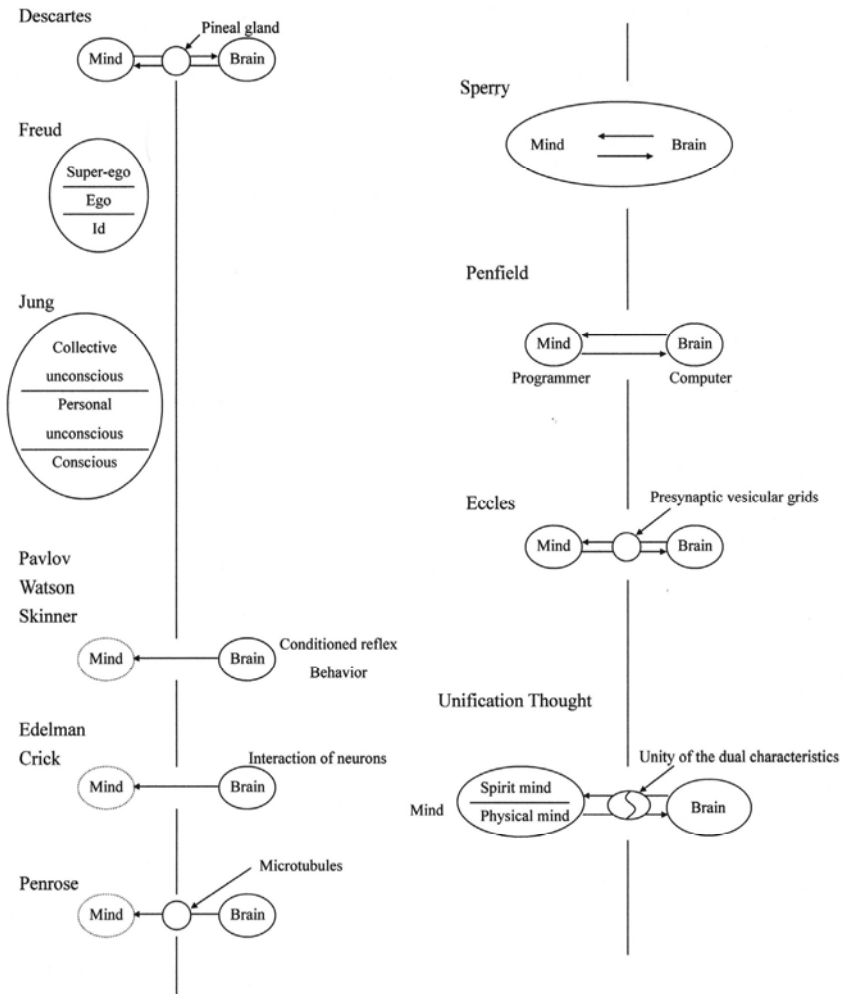 Descartes
Pineal gland
Mind
Brain
Freud
Super-ego
Ego
Id
Jung
Collective
unconscious
Personal
unconscious
Conscious
Pavlov
Watson
Skinner
Mind
Brain
Conditioned reflex
Behavior
Edelman
Crick
Interaction of neurons
Mind
Brain
Microtubules
Penrose
Mind
Brain
Sperry
Mind
Brain
Penfield
Mind
Brain
Programmer
Computer
Presynaptic vesicular grids
Eccles
Mind
Brain
Unification Thought
Unity of the dual characteristics
Spirit mind
Mind
Physical mind
Brain